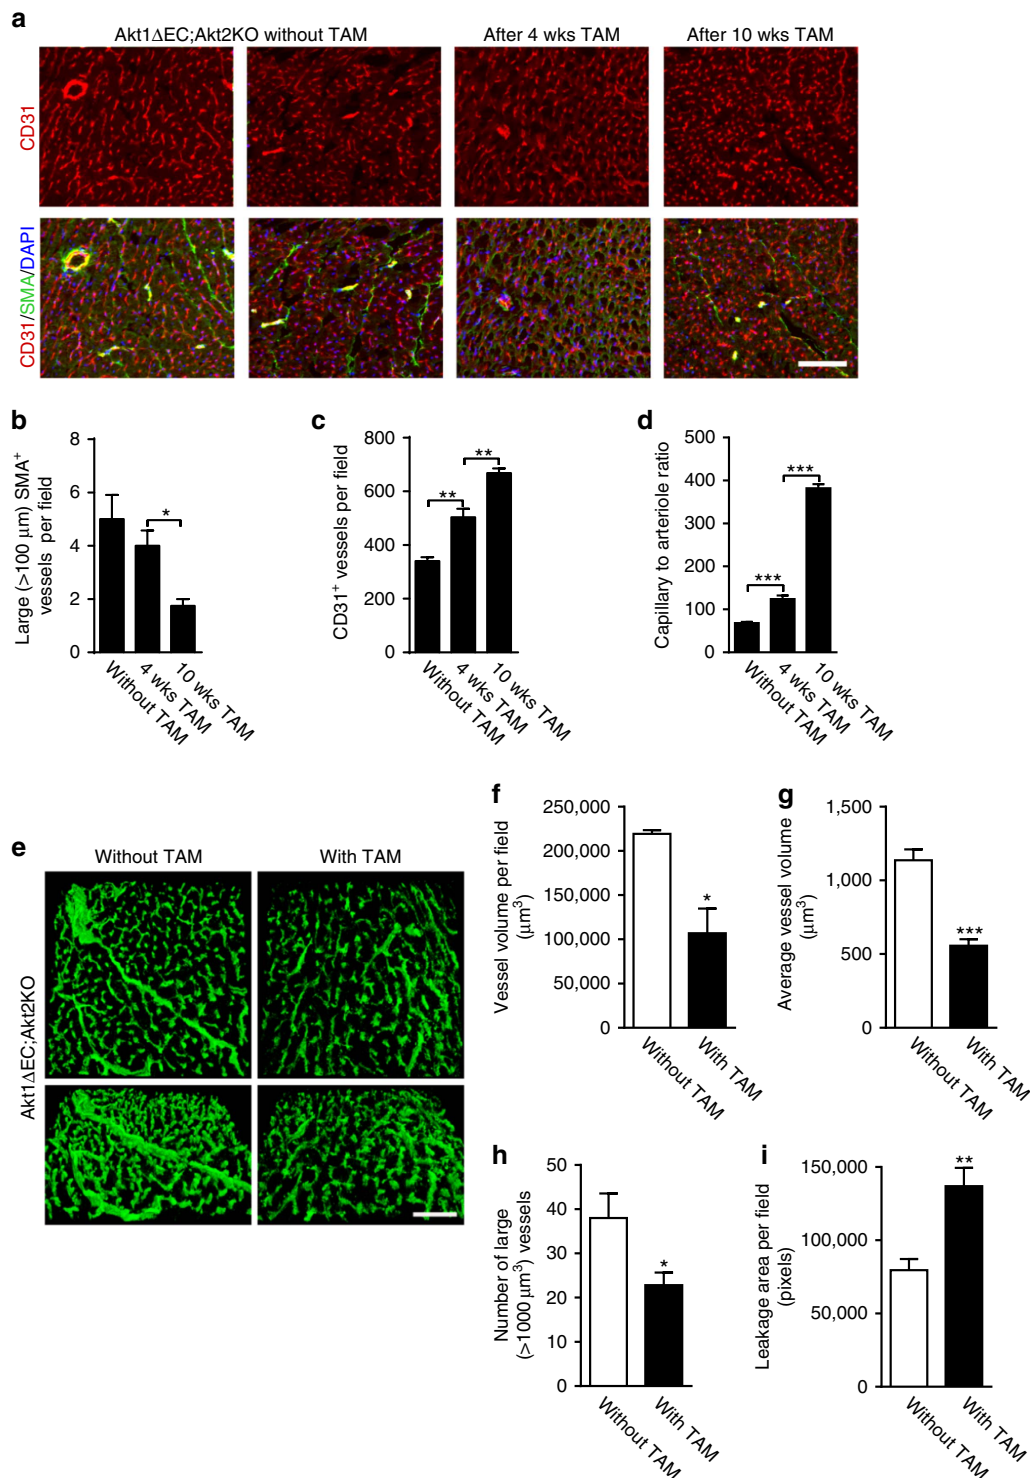 a
Akt1ΔEC;Akt2KO without TAM
After 4 wks TAM
After 10 wks TAM
CD31
CD31/SMA/DAPI
b
Large (>100 μm) SMA⁺
vessels per field
8
6
4
2
0
*
Without TAM
4 wks TAM
10 wks TAM
c
CD31⁺ vessels per field
800
600
400
200
0
**
**
Without TAM
4 wks TAM
10 wks TAM
d
Capillary to arteriole ratio
500
400
300
200
100
0
***
***
Without TAM
4 wks TAM
10 wks TAM
e
Without TAM
With TAM
Akt1ΔEC;Akt2KO
f
Vessel volume per field
(μm³)
250,000
200,000
150,000
100,000
50,000
0
*
Without TAM
With TAM
g
Average vessel volume
(μm³)
1,500
1,000
500
0
***
Without TAM
With TAM
h
Number of large
(>1000 μm³) vessels
50
40
30
20
10
0
*
Without TAM
With TAM
i
Leakage area per field
(pixels)
150,000
100,000
50,000
0
**
Without TAM
With TAM